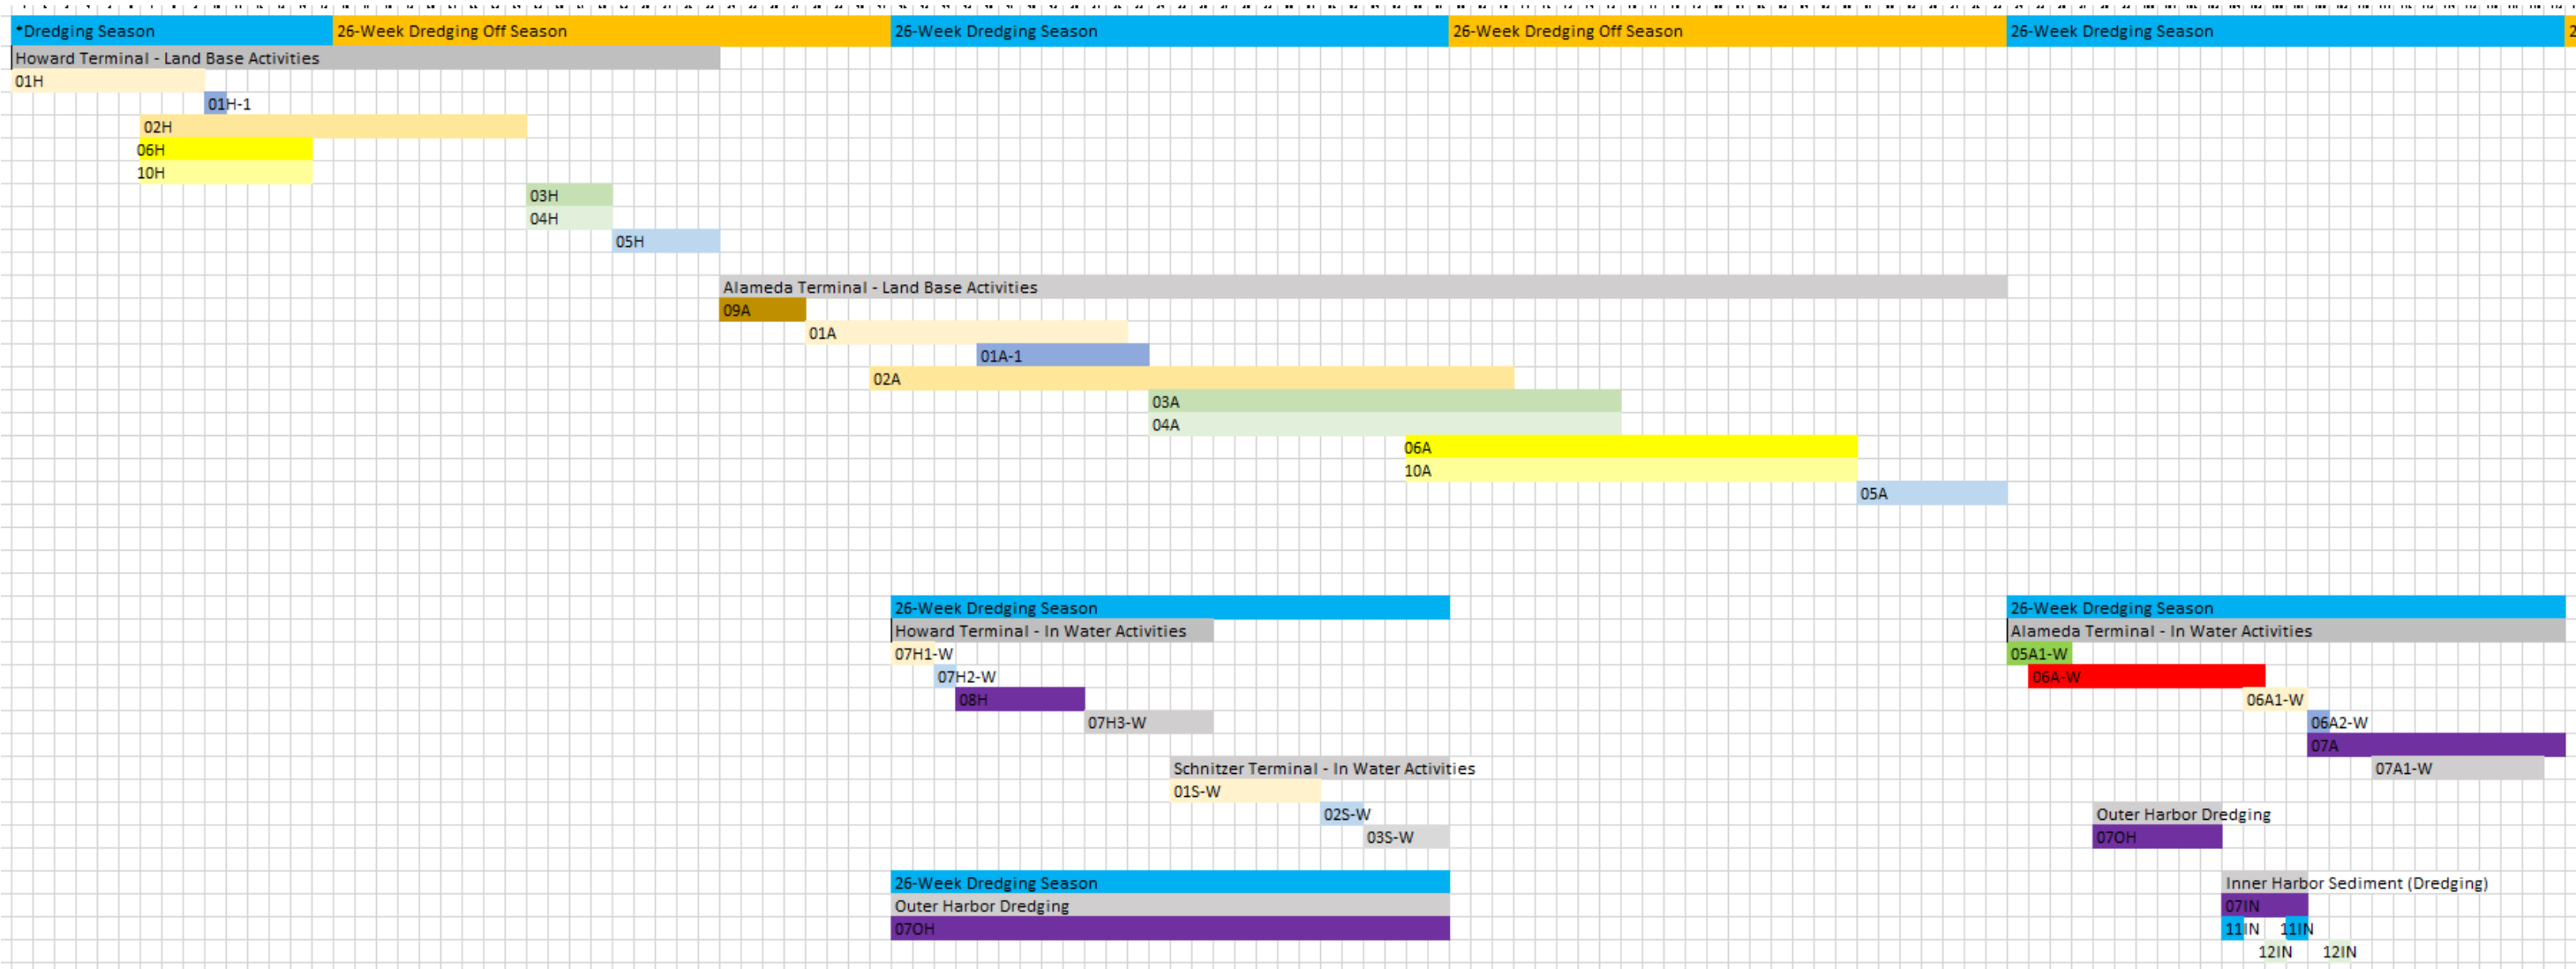 *Dredging Season 26-Week Dredging Off Season 26-Week Dredging Season 26-Week Dredging Off Season 26-Week Dredging Season 2
Howard Terminal - Land Base Activities
01H
01H-1
02H
06H
10H
03H
04H
05H
Alameda Terminal - Land Base Activities
09A
01A
01A-1
02A
03A
04A
06A
10A
05A
26-Week Dredging Season 26-Week Dredging Season
Howard Terminal - In Water Activities Alameda Terminal - In Water Activities
07H1-W 05A1-W
07H2-W 06A-W
08H 06A1-W
07H3-W 06A2-W
07A
Schnitzer Terminal - In Water Activities 07A1-W
01S-W
02S-W Outer Harbor Dredging
03S-W 07OH
26-Week Dredging Season Inner Harbor Sediment (Dredging)
Outer Harbor Dredging 07IN
07OH 11IN 11IN
12IN 12IN